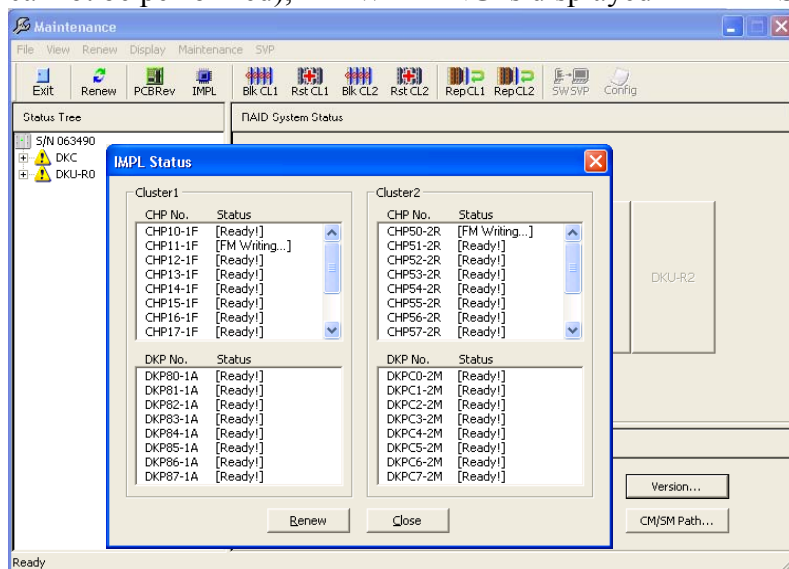 Maintenance
File View Renew Display Maintenance SVP
Exit Renew PCBRev IMPL Blk CL1 Rst CL1 Blk CL2 Rst CL2 RepCL1 RepCL2 SWSVP Config
Status Tree
RAID System Status
S/N 063490
DKC
DKU-R0
IMPL Status
Cluster1 Cluster2
CHP No. Status CHP No. Status
CHP10-1F [Ready!] CHP50-2R [FM Writing...]
CHP11-1F [FM Writing...] CHP51-2R [Ready!]
CHP12-1F [Ready!] CHP52-2R [Ready!]
CHP13-1F [Ready!] CHP53-2R [Ready!]
CHP14-1F [Ready!] CHP54-2R [Ready!]
CHP15-1F [Ready!] CHP55-2R [Ready!]
CHP16-1F [Ready!] CHP56-2R [Ready!]
CHP17-1F [Ready!] CHP57-2R [Ready!]
DKP No. Status DKP No. Status
DKP80-1A [Ready!] DKPC0-2M [Ready!]
DKP81-1A [Ready!] DKPC1-2M [Ready!]
DKP82-1A [Ready!] DKPC2-2M [Ready!]
DKP83-1A [Ready!] DKPC3-2M [Ready!]
DKP84-1A [Ready!] DKPC4-2M [Ready!]
DKP85-1A [Ready!] DKPC5-2M [Ready!]
DKP86-1A [Ready!] DKPC6-2M [Ready!]
DKP87-1A [Ready!] DKPC7-2M [Ready!]
Renew Close
DKU-R2
Version...
CM/SM Path...
Ready